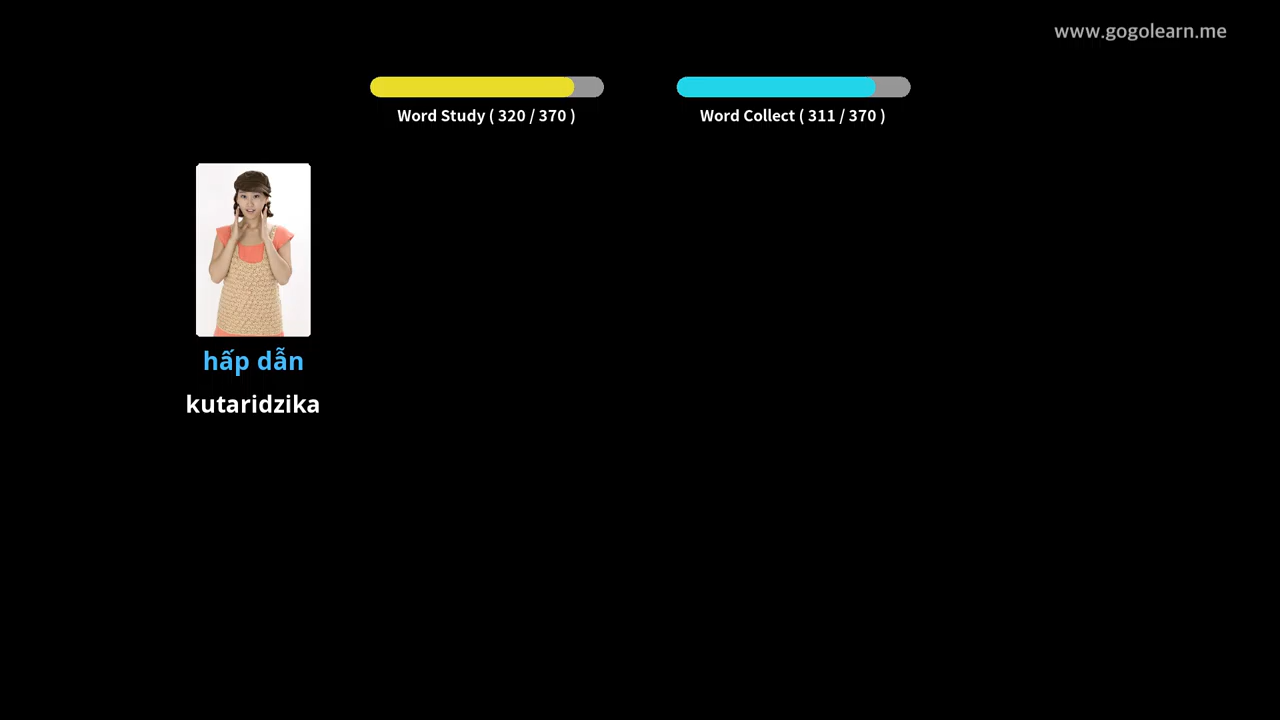 www.gogolearn.me
Word Study ( 320 / 370 )
Word Collect ( 311 / 370 )
hấp dẫn
kutaridzika